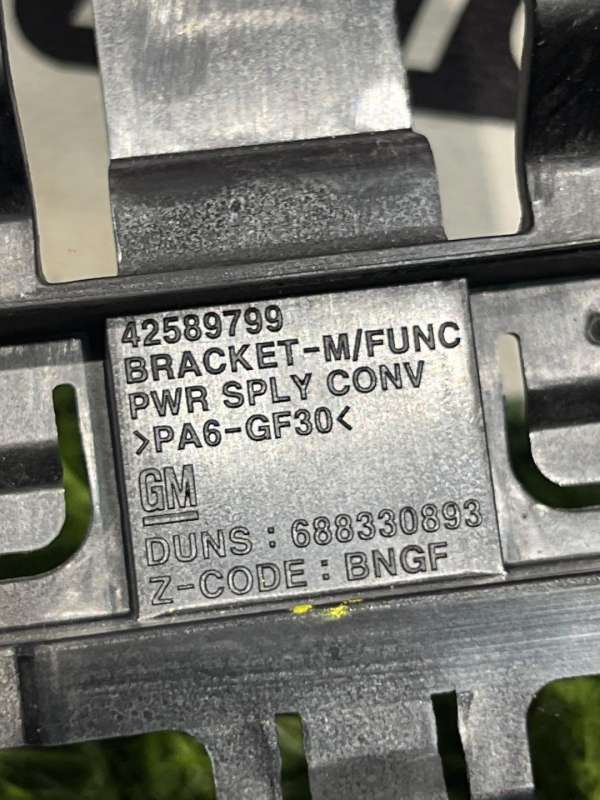 42589799
BRACKET-M/FUNC
PWR SPLY CONV
>PA6-GF30<
GM
DUNS : 688330893
Z-CODE : BNGF